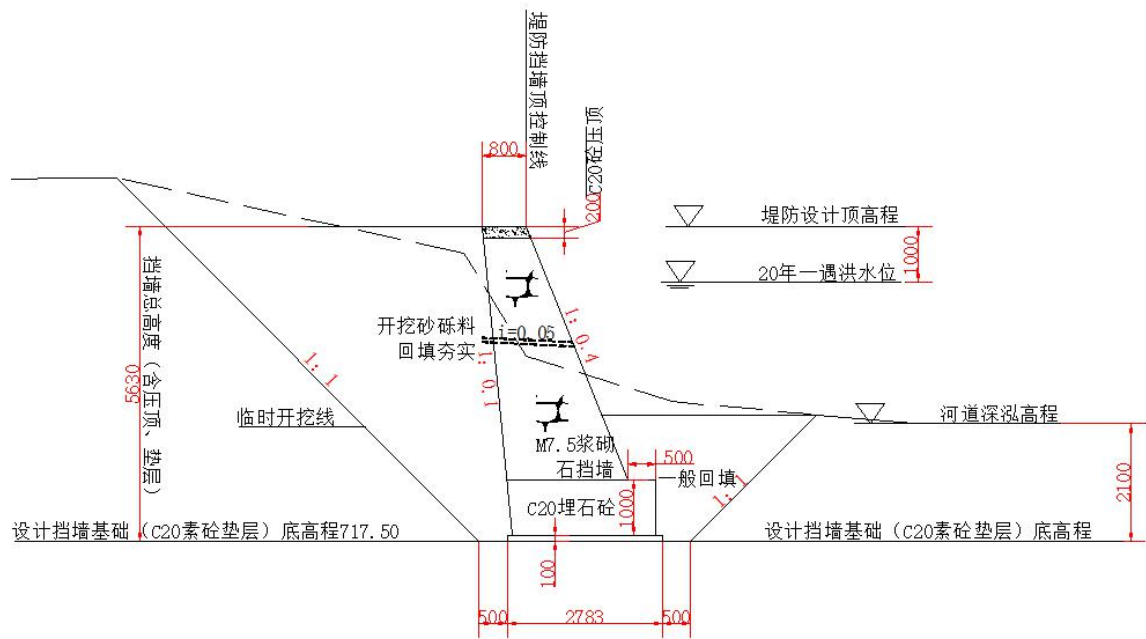 堤防挡墙顶控制线
800
C20砼压顶
200
堤防设计顶高程
1000
20年一遇洪水位
挡墙总高度（含压顶、垫层）
5630
开挖砂砾料
回填夯实
i=0.05
1:0.4
1:0.1
1:1
临时开挖线
河道深泓高程
M7.5浆砌
石挡墙
500
一般回填
1:1
2100
C20埋石砼
1000
设计挡墙基础（C20素砼垫层）底高程717.50
设计挡墙基础（C20素砼垫层）底高程
100
500
2783
500